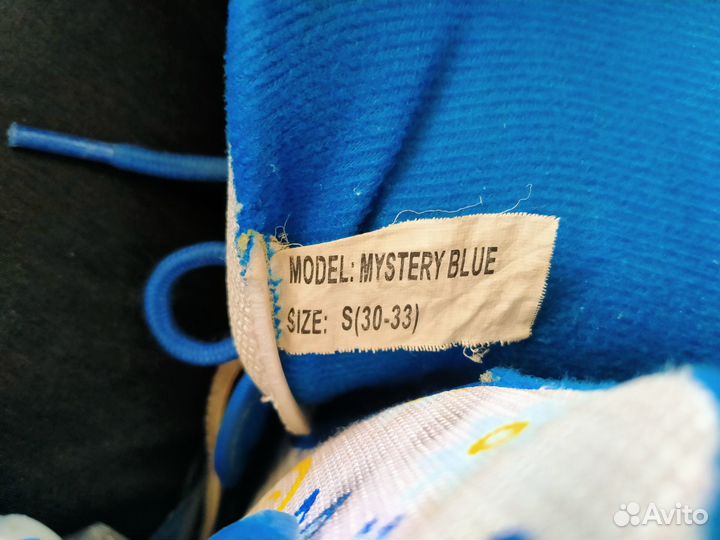 MODEL: MYSTERY BLUE
SIZE: S(30-33)
Avito